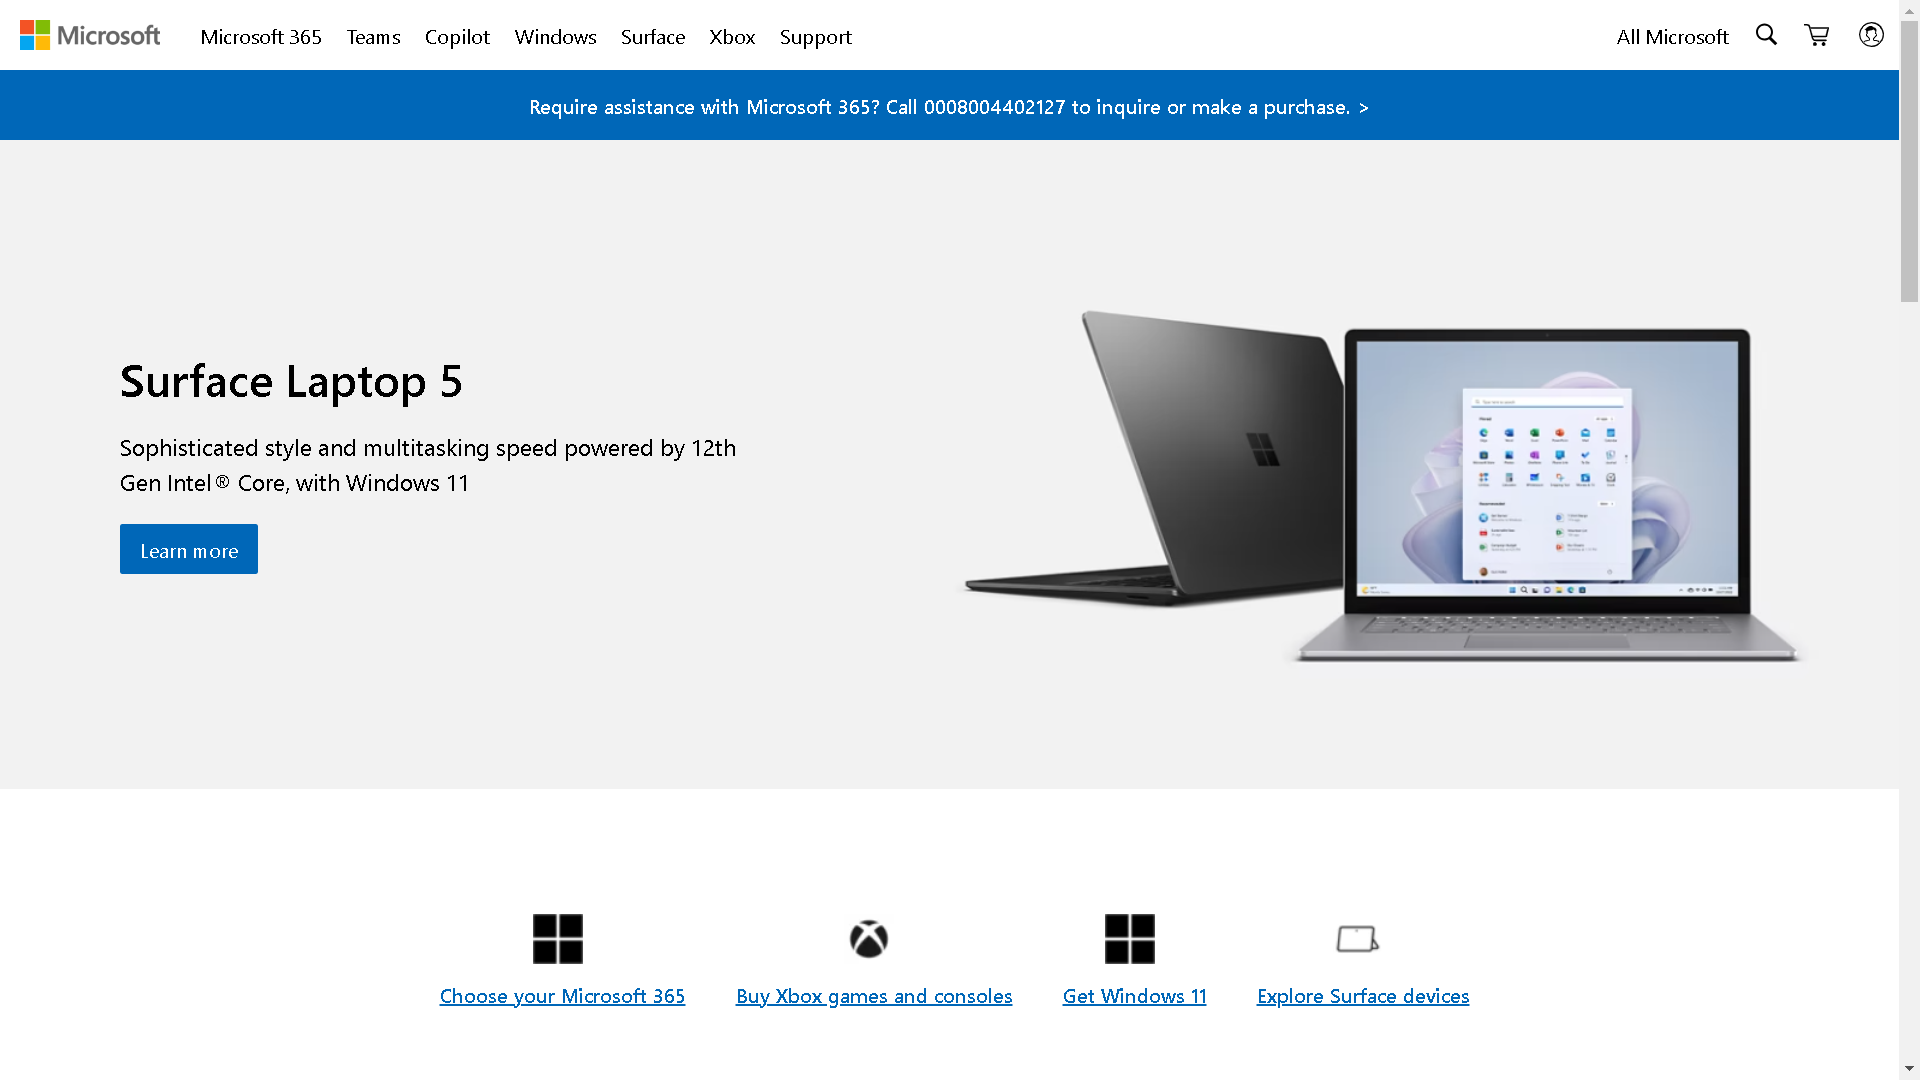 Microsoft
Microsoft 365 Teams Copilot Windows Surface Xbox Support
All Microsoft
Require assistance with Microsoft 365? Call 0008004402127 to inquire or make a purchase. >
Surface Laptop 5
Sophisticated style and multitasking speed powered by 12th
Gen Intel® Core, with Windows 11
Learn more
Choose your Microsoft 365
Buy Xbox games and consoles
Get Windows 11
Explore Surface devices